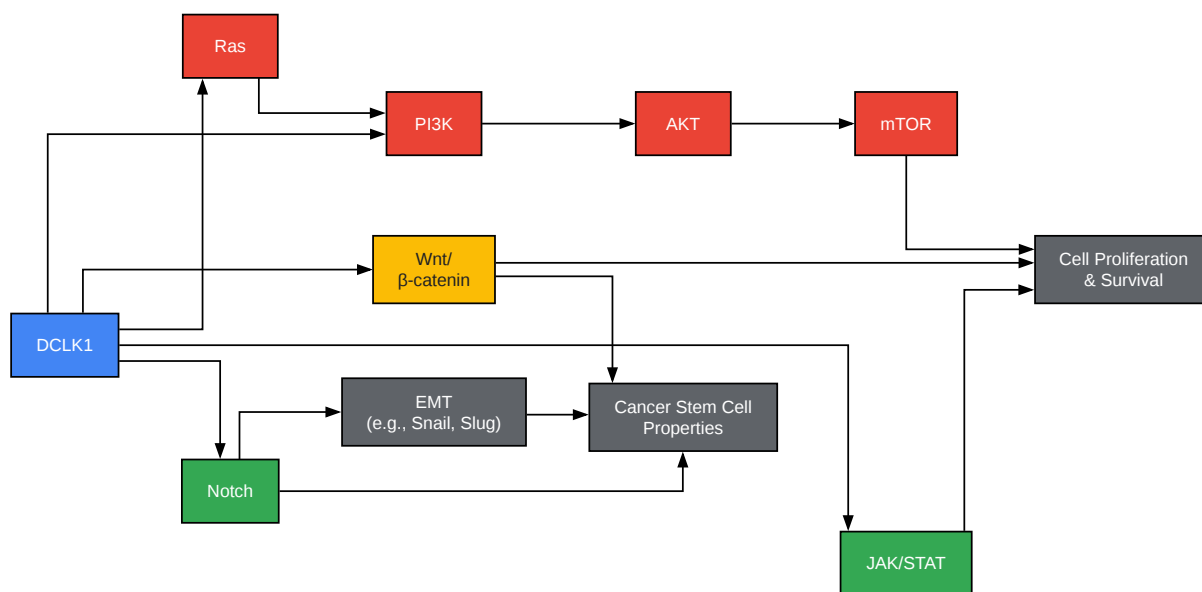 Ras
PI3K
AKT
mTOR
Wnt/
β-catenin
Cell Proliferation
& Survival
DCLK1
EMT
(e.g., Snail, Slug)
Cancer Stem Cell
Properties
Notch
JAK/STAT